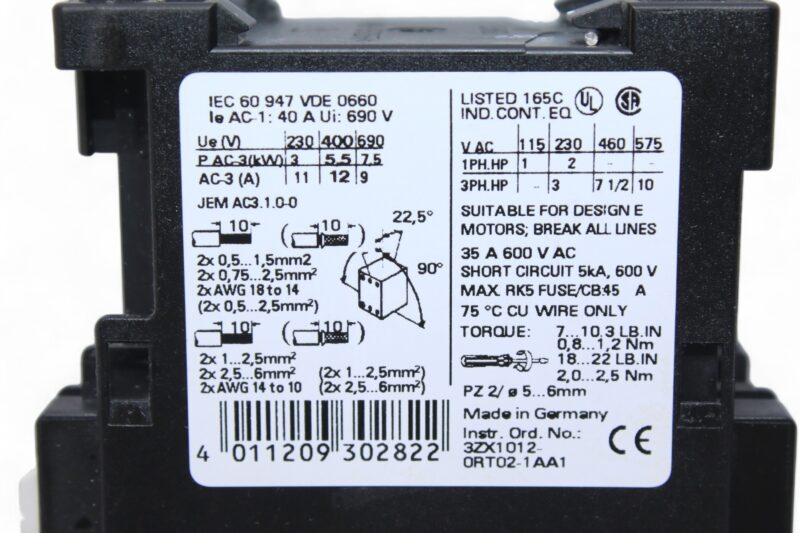 IEC 60 947 VDE 0660
Ie AC-1: 40 A Ui: 690 V
Ue (V) 230 400 690
P AC-3(kW) 3 5.5 7.5
AC-3 (A) 11 12 9
JEM AC3.1.0-0
10 ( 10 ) 22,5°
90°
2x 0,5...1,5mm2
2x 0,75...2,5mm²
2x AWG 18 to 14
(2x 0,5...2,5mm²)
10 ( 10 )
2x 1...2,5mm² (2x 1...2,5mm²)
2x 2,5...6mm² (2x 2,5...6mm²)
2x AWG 14 to 10
4 011209 302822
LISTED 165C UL SA
IND. CONT. EQ
V AC 115 230 460 575
1PH.HP 1 2 - -
3PH.HP - 3 7 1/2 10
SUITABLE FOR DESIGN E
MOTORS; BREAK ALL LINES
35 A 600 V AC
SHORT CIRCUIT 5kA, 600 V
MAX. RK5 FUSE/CB:45 A
75 °C CU WIRE ONLY
TORQUE: 7...10,3 LB.IN
0,8...1,2 Nm
18...22 LB.IN
2,0...2,5 Nm
PZ 2/ ø 5...6mm
Made in Germany
Instr. Ord. No.:
3ZX1012-
0RT02-1AA1
CE